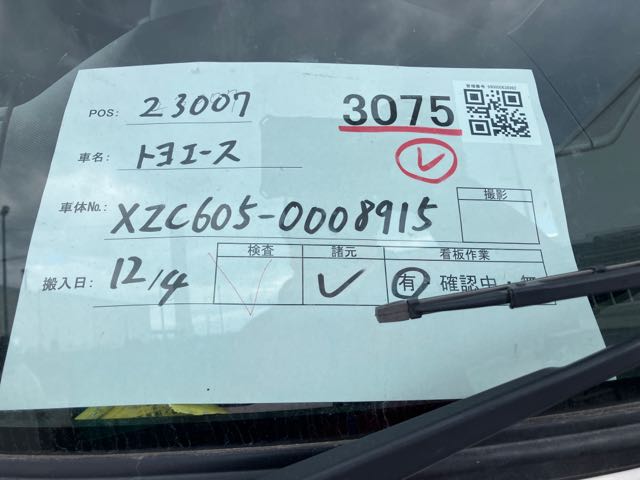 POS: 23007
3075
車名: トヨエース
車体No.: XZC605-0008915
撮影
搬入日: 12/4
検査 諸元 看板作業
有 確認中 無